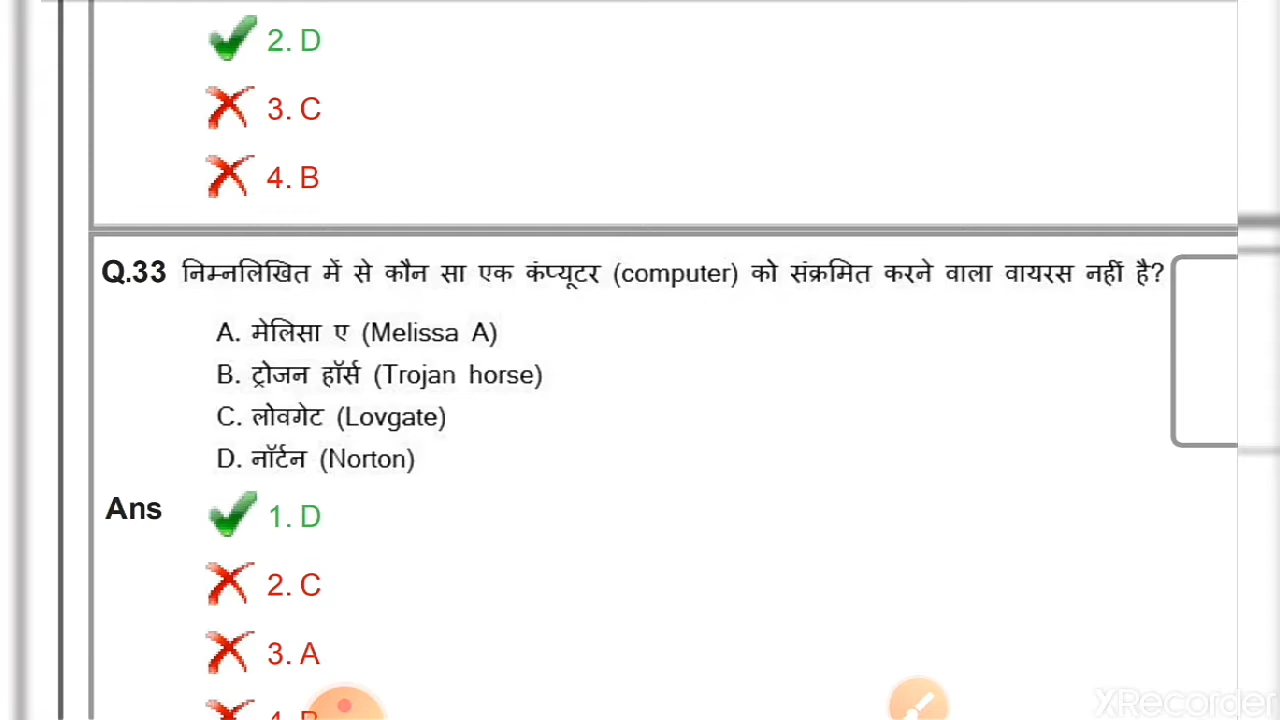 2. D
3. C
4. B
Q.33 निम्नलिखित में से कौन सा एक कंप्यूटर (computer) को संक्रमित करने वाला वायरस नहीं है?
A. मेलिसा ए (Melissa A)
B. ट्रोजन हॉर्स (Trojan horse)
C. लोवगेट (Lovgate)
D. नॉर्टन (Norton)
Ans 1. D
2. C
3. A
4. B
XRecorder